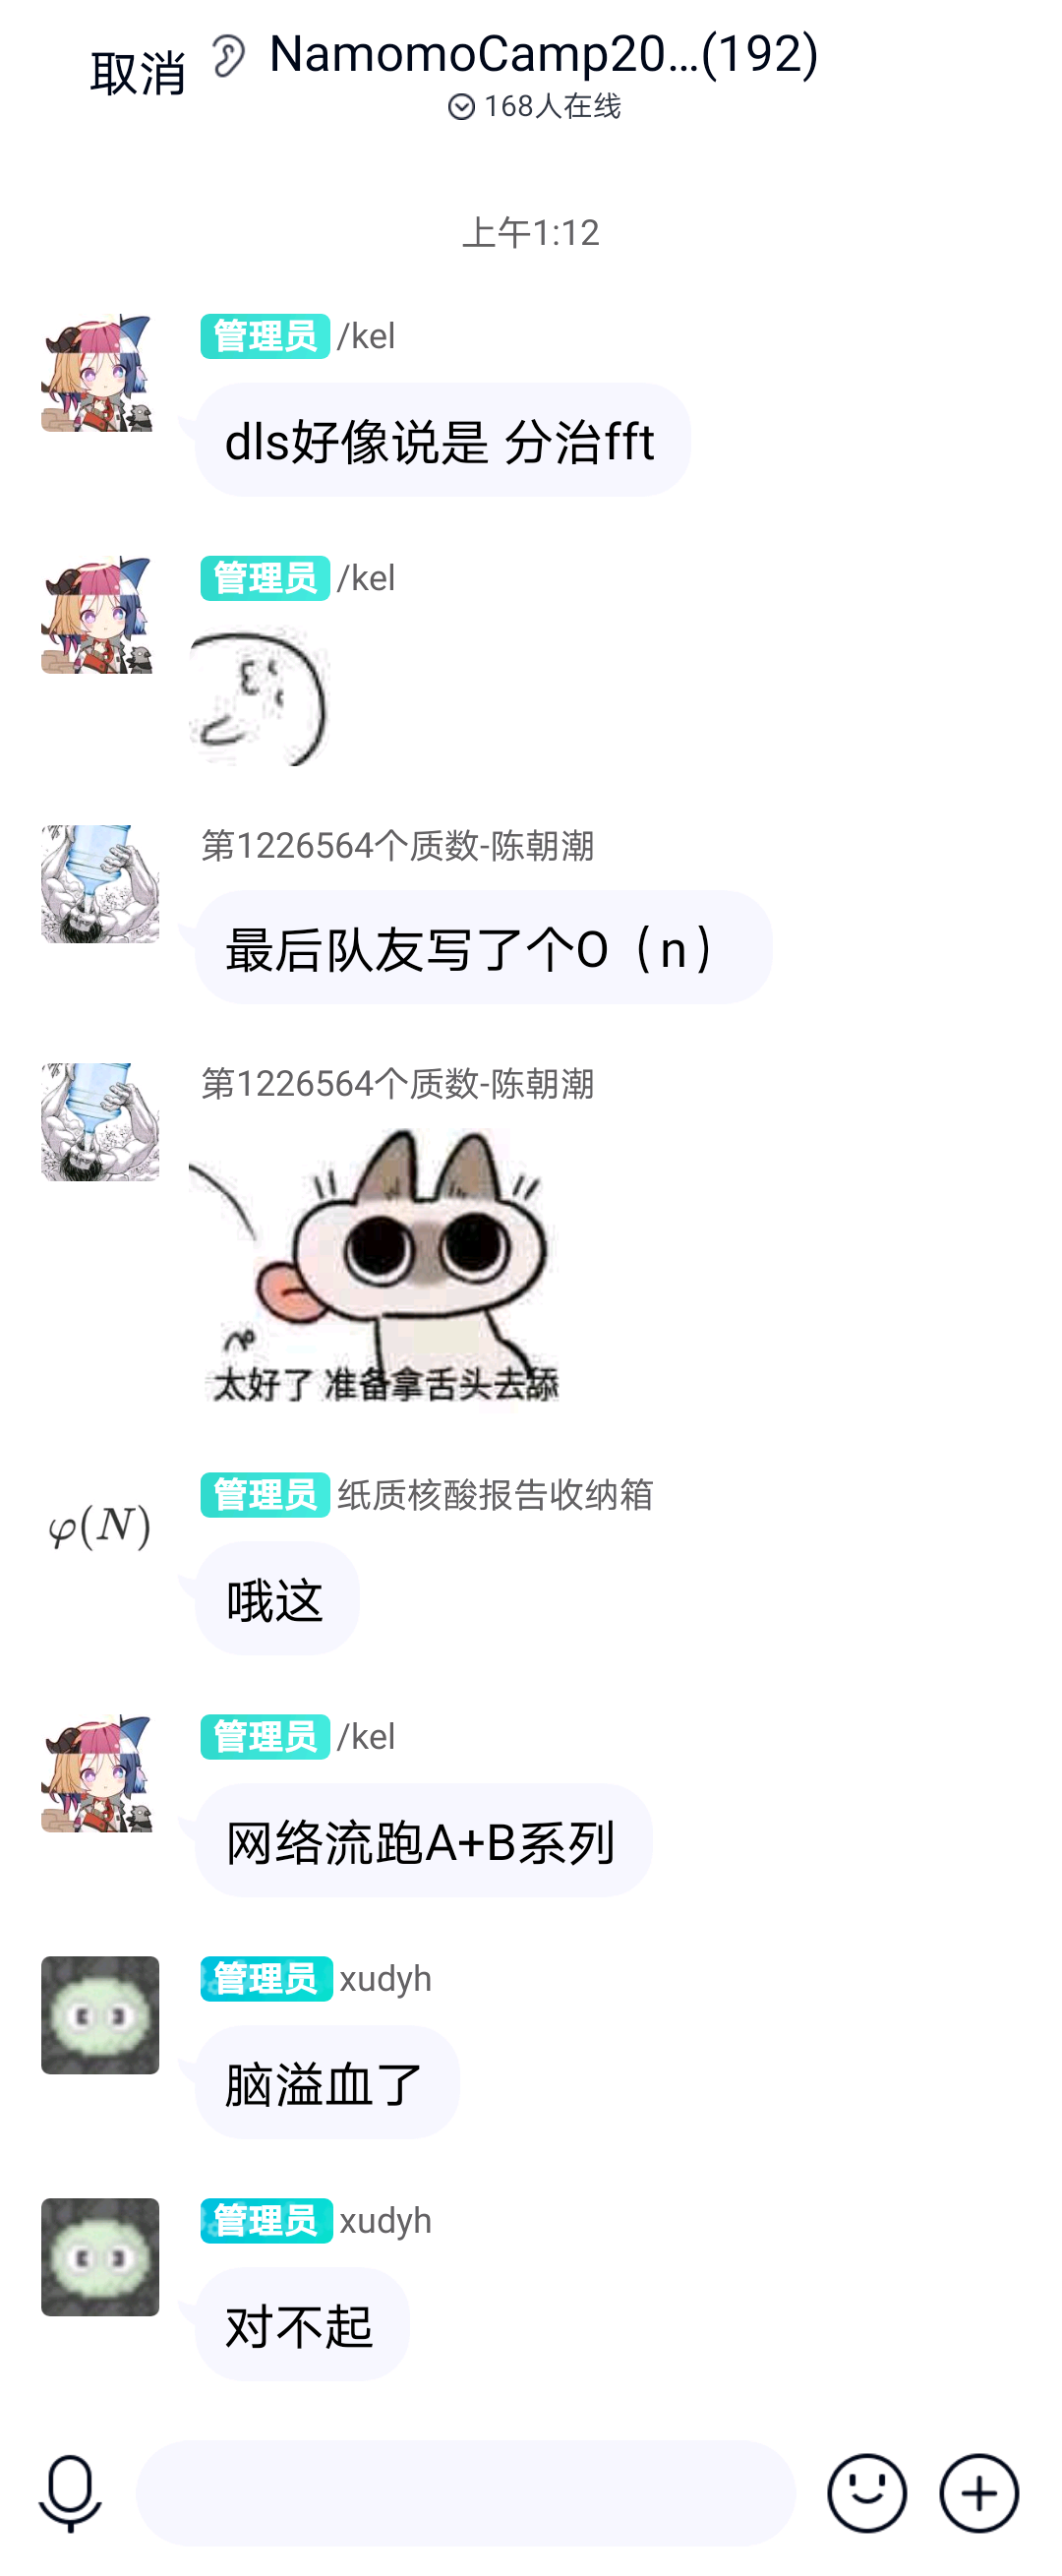 取消
NamomoCamp20...(192)
168人在线
上午1:12
管理员 /kel
dls好像说是 分治fft
管理员 /kel
第1226564个质数-陈朝潮
最后队友写了个O（n）
第1226564个质数-陈朝潮
太好了 准备拿舌头去舔
φ(N)
管理员 纸质核酸报告收纳箱
哦这
管理员 /kel
网络流跑A+B系列
管理员 xudyh
脑溢血了
管理员 xudyh
对不起